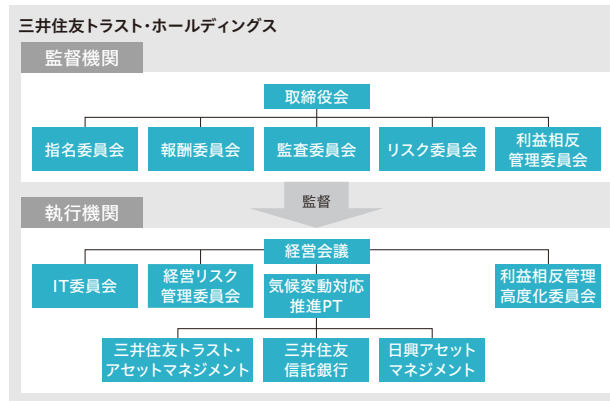 三井住友トラスト・ホールディングス
監督機関
取締役会
指名委員会
報酬委員会
監査委員会
リスク委員会
利益相反
管理委員会
監督
執行機関
経営会議
IT委員会
経営リスク
管理委員会
気候変動対応
推進PT
利益相反管理
高度化委員会
三井住友トラスト・
アセットマネジメント
三井住友
信託銀行
日興アセット
マネジメント